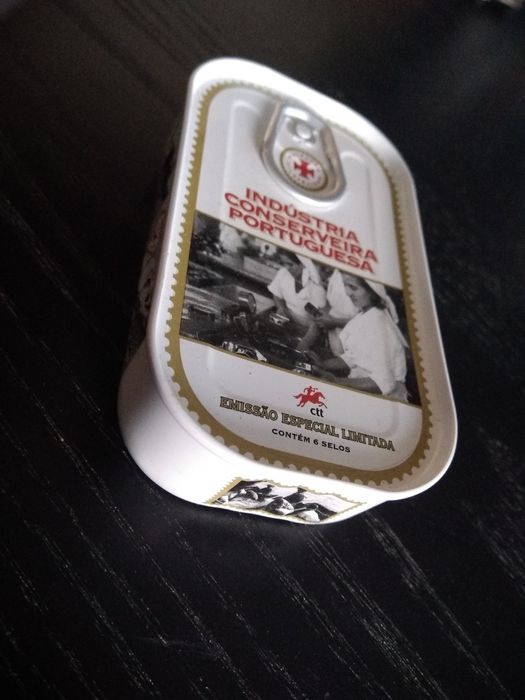 INDÚSTRIA
CONSERVEIRA
PORTUGUESA
ctt
EMISSÃO ESPECIAL LIMITADA
CONTÉM 6 SELOS